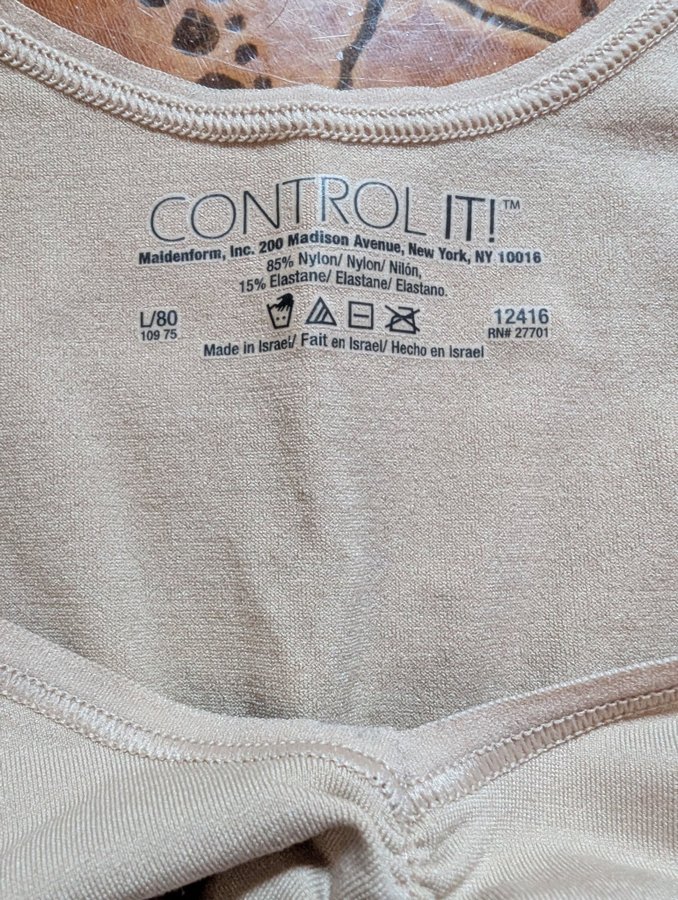 CONTROL IT!™
Maidenform, Inc. 200 Madison Avenue, New York, NY 10016
85% Nylon/ Nylon/ Nilón,
15% Elastane/ Elastane/ Elastano.
L/80
109 75
12416
RN# 27701
Made in Israel/ Fait en Israel/ Hecho en Israel